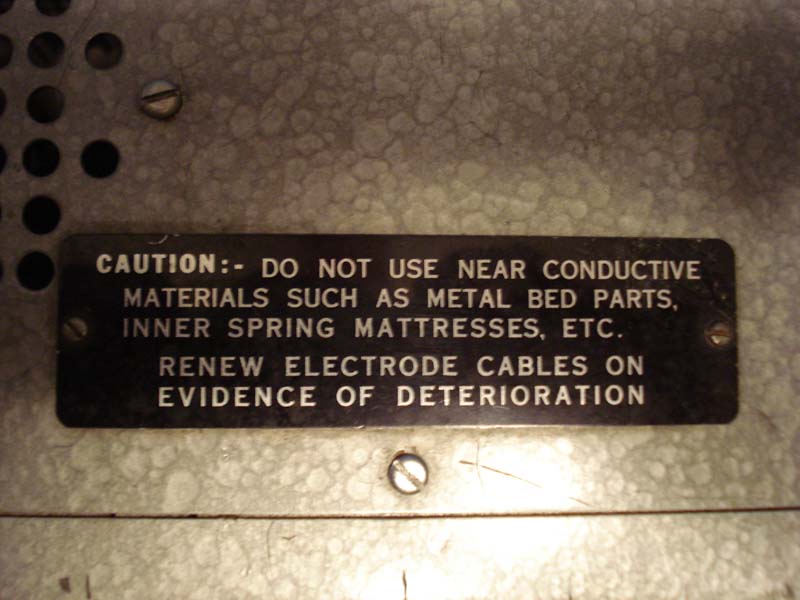 CAUTION:- DO NOT USE NEAR CONDUCTIVE
MATERIALS SUCH AS METAL BED PARTS,
INNER SPRING MATTRESSES, ETC.
RENEW ELECTRODE CABLES ON
EVIDENCE OF DETERIORATION